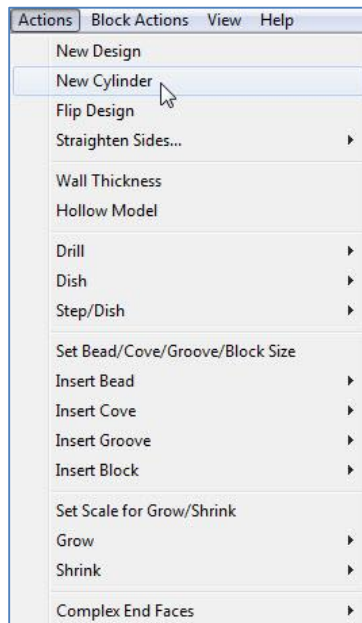 Actions Block Actions View Help
New Design
New Cylinder
Flip Design
Straighten Sides...
Wall Thickness
Hollow Model
Drill
Dish
Step/Dish
Set Bead/Cove/Groove/Block Size
Insert Bead
Insert Cove
Insert Groove
Insert Block
Set Scale for Grow/Shrink
Grow
Shrink
Complex End Faces